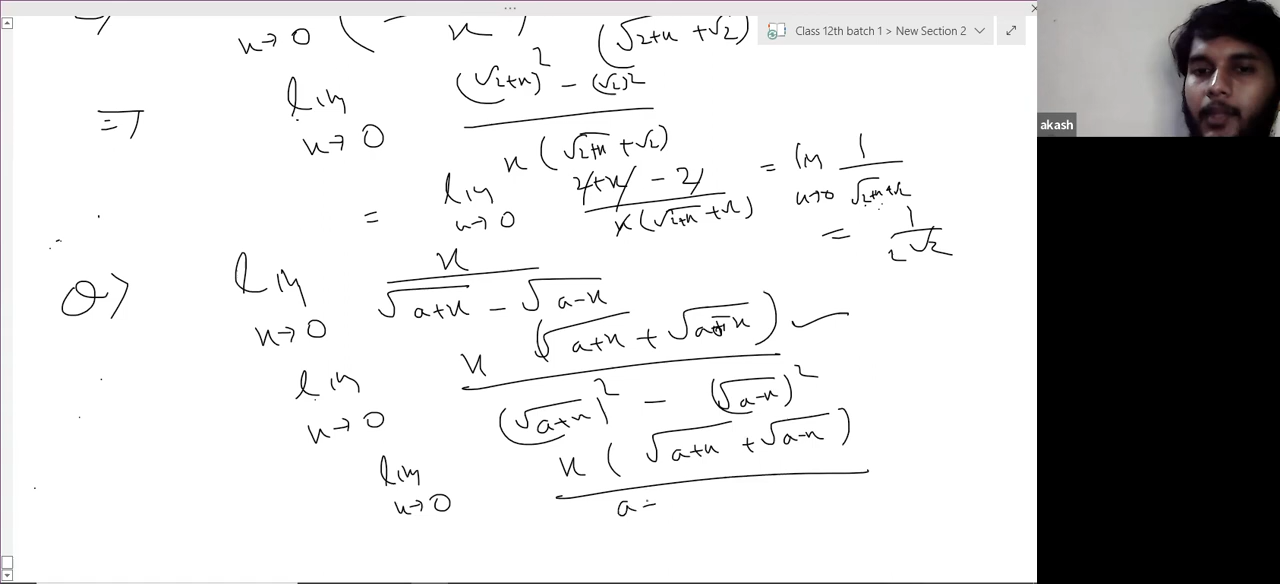 Class 12th batch 1 > New Section 2
akash
lim x→0 x (√2+x + √2)
⇒ lim x→0 (√2+x)² - (√2)² / x (√2+x + √2)
= lim x→0 2+x - 2 / x (√2+x + √2) = lim x→0 1 / √2+x + √2
= 1 / 2√2
Q> lim x→0 x / √a+x - √a-x
lim x→0 x (√a+x + √a-x) / (√a+x)² - (√a-x)²
lim x→0 x (√a+x + √a-x) / a -